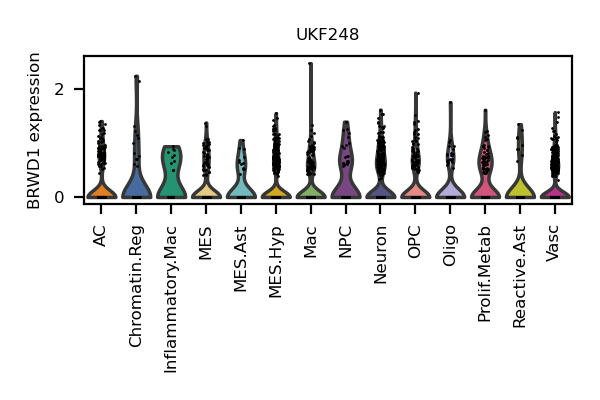 UKF248
BRWD1 expression
2
0
AC
Chromatin.Reg
Inflammatory.Mac
MES
MES.Ast
MES.Hyp
Mac
NPC
Neuron
OPC
Oligo
Prolif.Metab
Reactive.Ast
Vasc